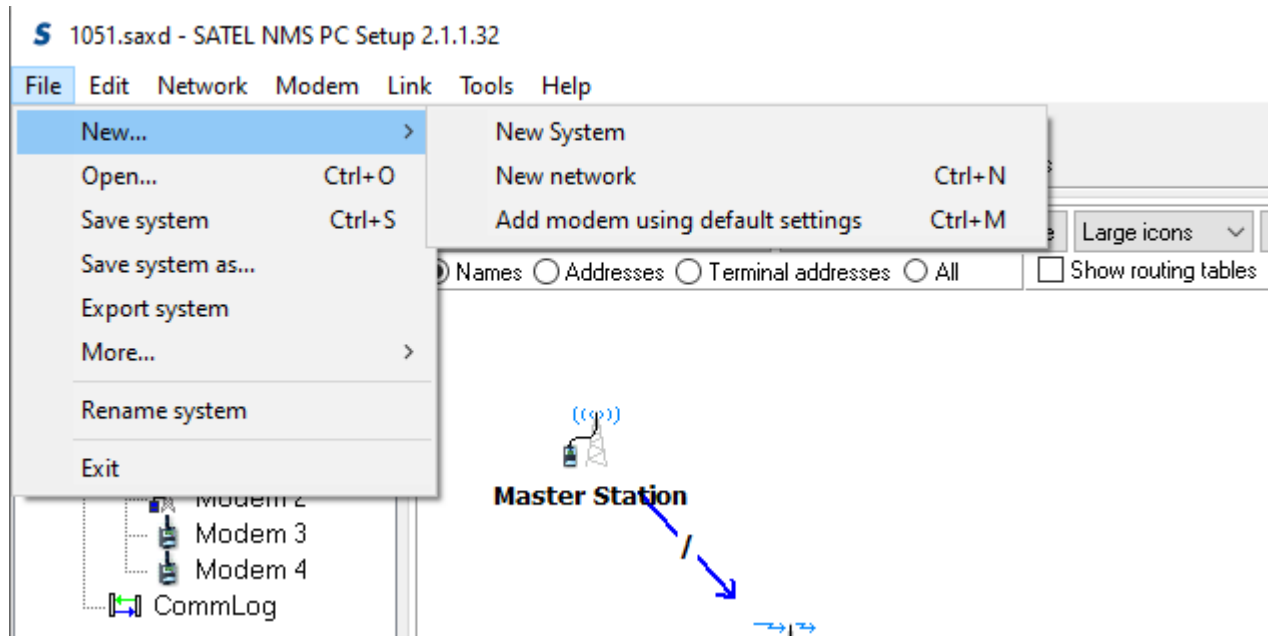 1051.saxd - SATEL NMS PC Setup 2.1.1.32
File Edit Network Modem Link Tools Help
New... > New System
Open... Ctrl+O New network Ctrl+N
Save system Ctrl+S Add modem using default settings Ctrl+M
Large icons
Save system as...
Names Addresses Terminal addresses All Show routing tables
Export system
More... >
Rename system
Exit
Master Station
Modem 2
/
Modem 3
Modem 4
CommLog